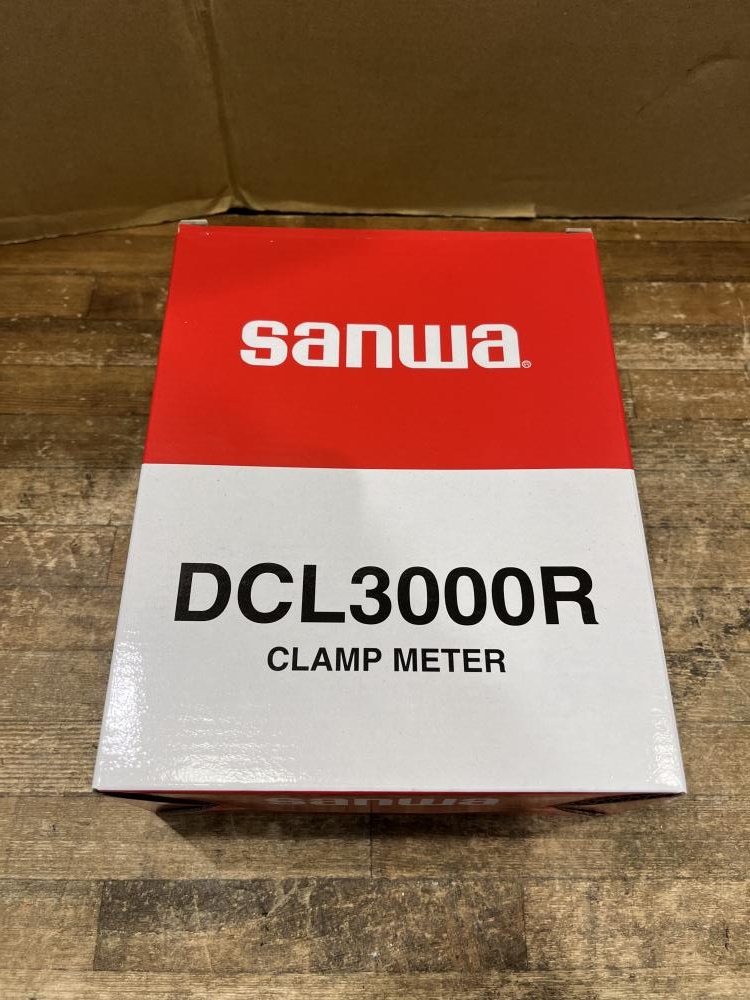 sanwa®
DCL3000R
CLAMP METER
sanwa